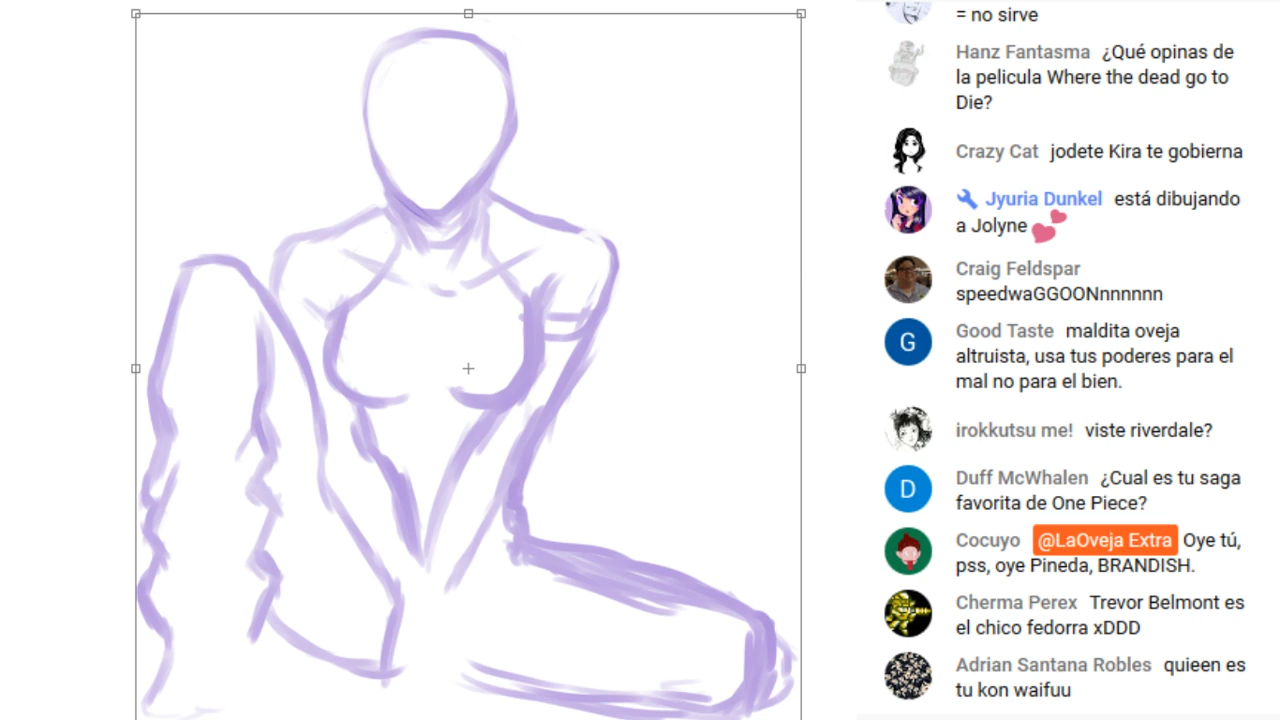 = no sirve
Hanz Fantasma ¿Qué opinas de
la pelicula Where the dead go to
Die?
Crazy Cat jodete Kira te gobierna
Jyuria Dunkel está dibujando
a Jolyne
Craig Feldspar
speedwaGGOONnnnnnn
G
Good Taste maldita oveja
altruista, usa tus poderes para el
mal no para el bien.
irokkutsu me! viste riverdale?
D
Duff McWhalen ¿Cual es tu saga
favorita de One Piece?
Cocuyo @LaOveja Extra Oye tú,
pss, oye Pineda, BRANDISH.
Cherma Perex Trevor Belmont es
el chico fedorra xDDD
Adrian Santana Robles quieen es
tu kon waifuu